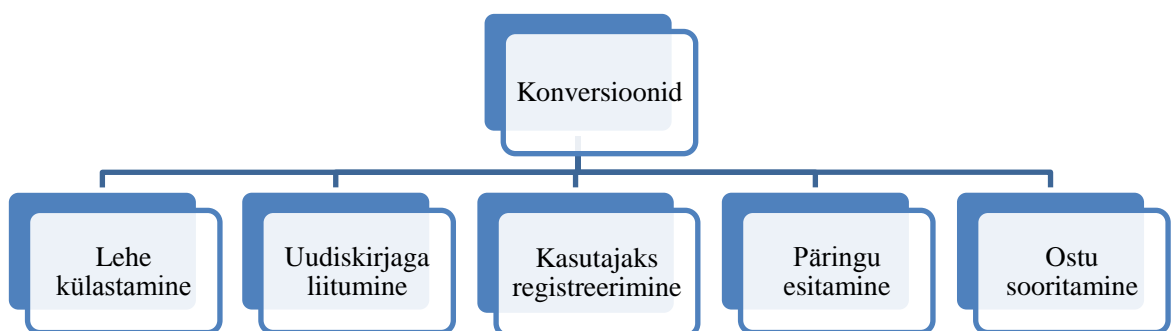 Konversioonid
Lehe
külastamine
Uudiskirjaga
liitumine
Kasutajaks
registreerimine
Päringu
esitamine
Ostu
sooritamine